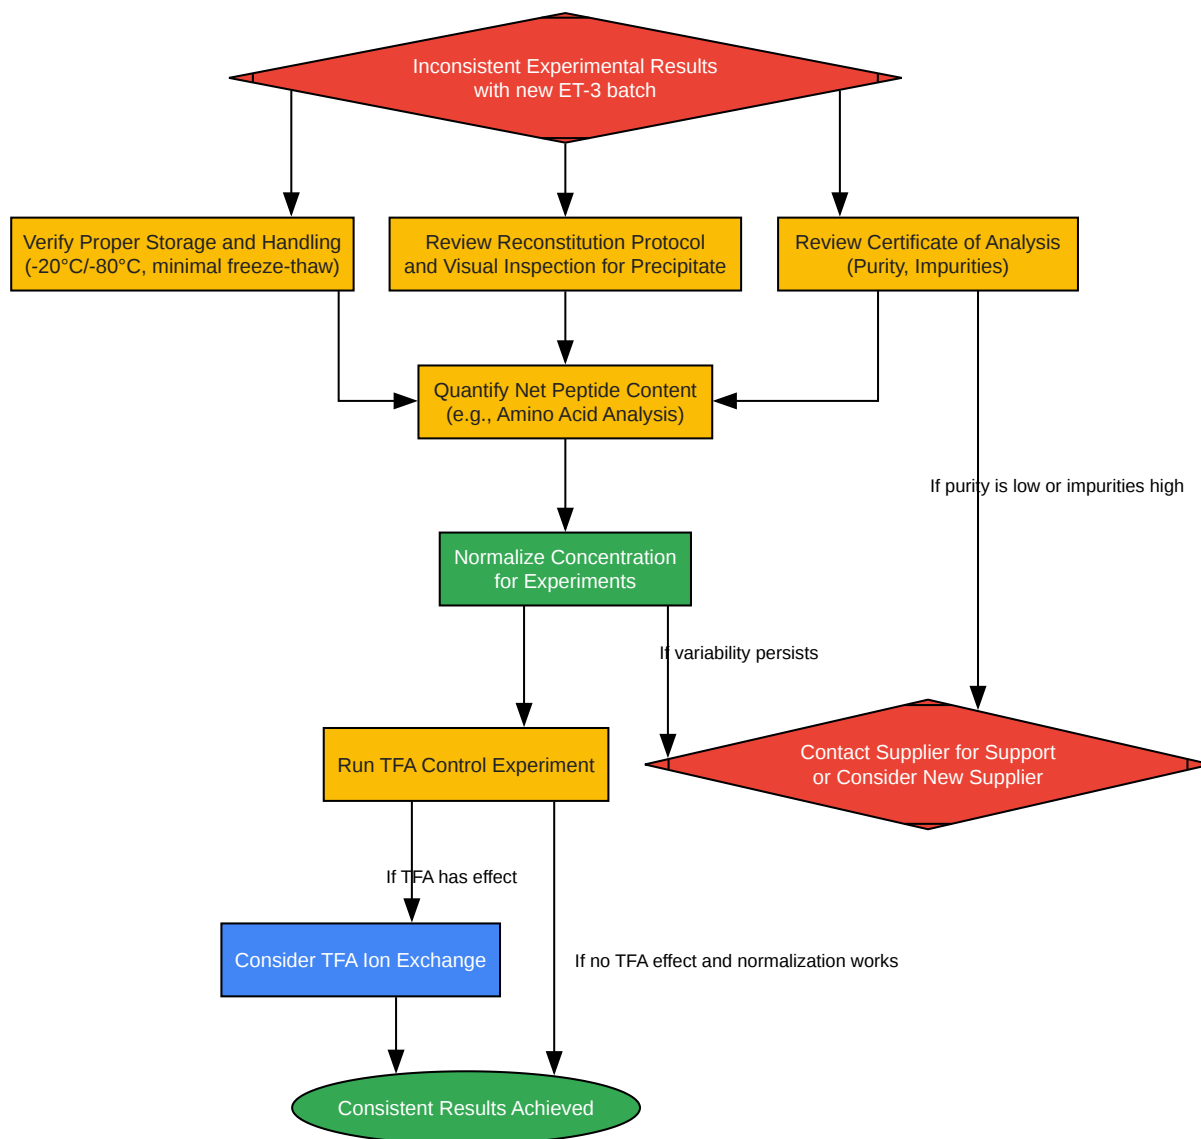 Inconsistent Experimental Results
with new ET-3 batch
Verify Proper Storage and Handling
(-20°C/-80°C, minimal freeze-thaw)
Review Reconstitution Protocol
and Visual Inspection for Precipitate
Review Certificate of Analysis
(Purity, Impurities)
Quantify Net Peptide Content
(e.g., Amino Acid Analysis)
If purity is low or impurities high
Normalize Concentration
for Experiments
If variability persists
Run TFA Control Experiment
Contact Supplier for Support
or Consider New Supplier
If TFA has effect
Consider TFA Ion Exchange
If no TFA effect and normalization works
Consistent Results Achieved